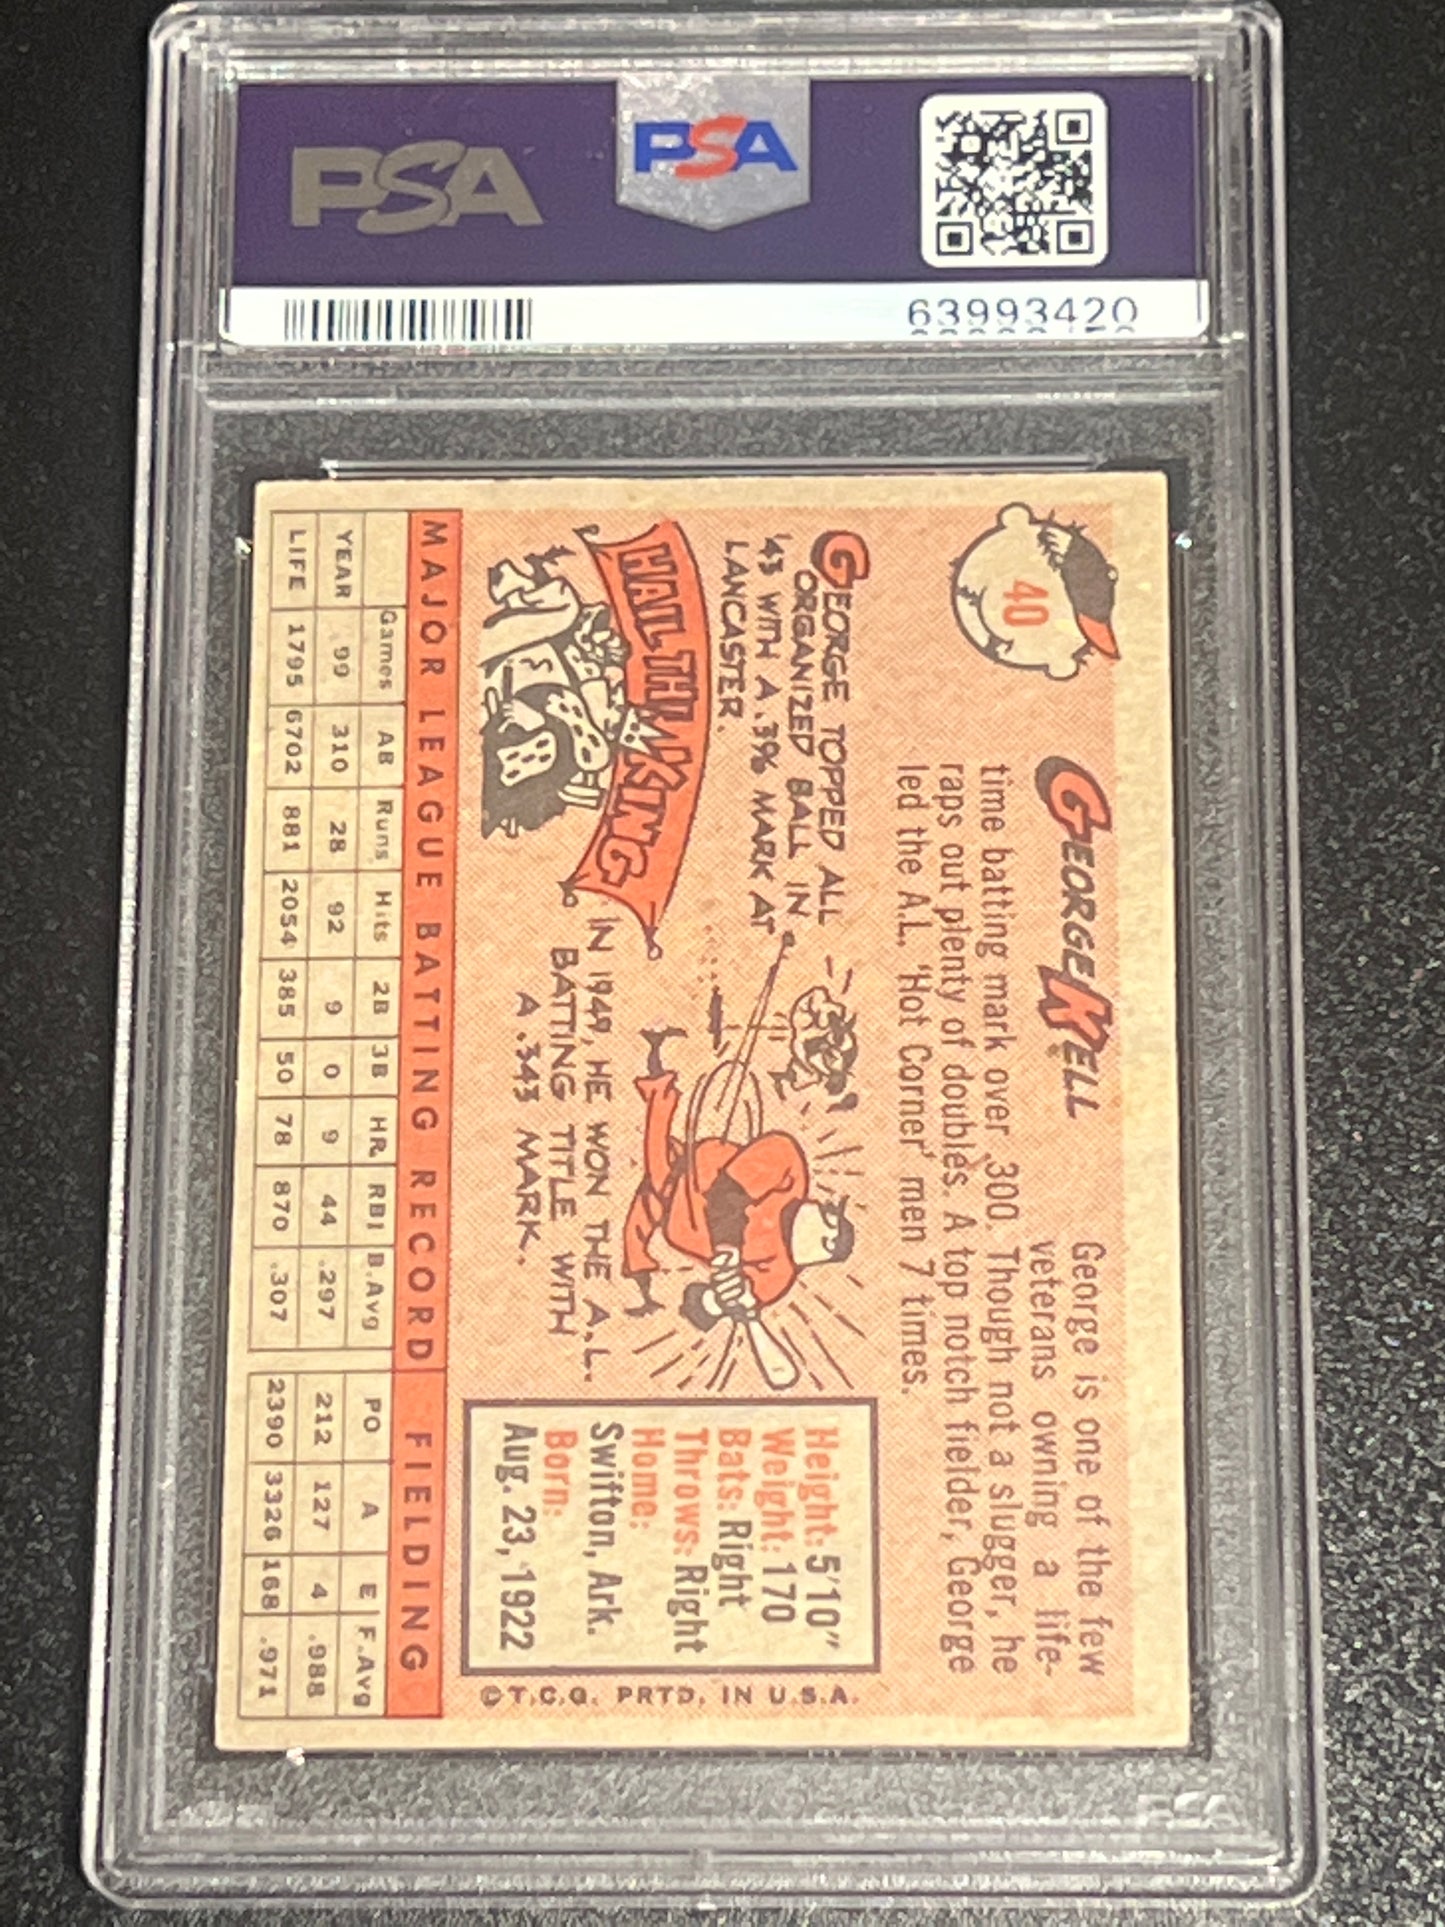 PSA
PSA
63993420
40
GEORGE KELL
George is one of the few
veterans owning a life-
time batting mark over .300. Though not a slugger, he
raps out plenty of doubles. A top notch fielder, George
led the A.L. 'Hot Corner' men 7 times.
GEORGE TOPPED ALL
ORGANIZED BALL IN
'43 WITH A .396 MARK AT
LANCASTER.
HAIL TH KING
IN 1949, HE WON THE A.L.
BATTING TITLE WITH
A .343 MARK.
Height: 5'10"
Weight: 170
Bats: Right
Throws: Right
Home:
Swifton, Ark.
Born:
Aug. 23, 1922
©T.C.G. PRTD. IN U.S.A.
MAJOR LEAGUE BATTING RECORD FIELDING
Games AB Runs Hits 2B 3B HR RBI B.Avg PO A E F.Avg
YEAR 99 310 28 92 9 0 9 44 .297 212 127 4 .988
LIFE 1795 6702 881 2054 385 50 78 870 .307 2390 3326 168 .971
PSA